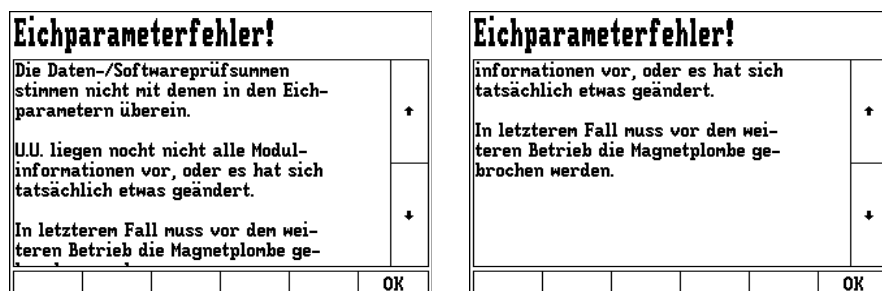 Eichparameterfehler!
Die Daten-/Softwareprüfsummen
stimmen nicht mit denen in den Eich-
parametern überein.
U.U. liegen nocht nicht alle Modul-
informationen vor, oder es hat sich
tatsächlich etwas geändert.
In letzterem Fall muss vor dem wei-
teren Betrieb die Magnetplombe ge-
OK
Eichparameterfehler!
informationen vor, oder es hat sich
tatsächlich etwas geändert.
In letzterem Fall muss vor dem wei-
teren Betrieb die Magnetplombe ge-
brochen werden.
OK